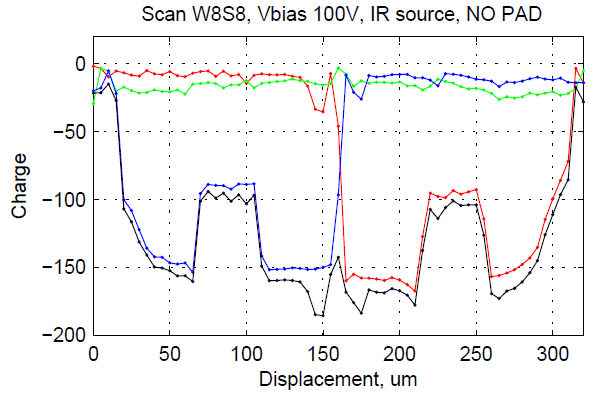 Scan W8S8, Vbias 100V, IR source, NO PAD
0
−50
−100
−150
−200
Charge
0 50 100 150 200 250 300
Displacement, um